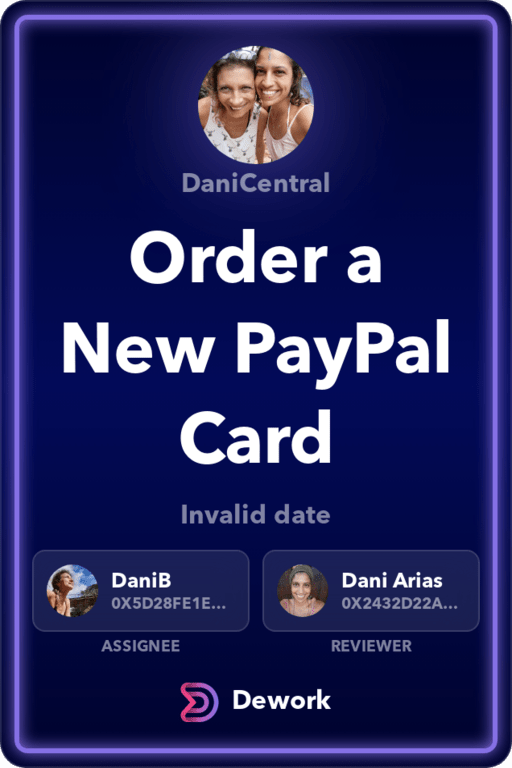 DaniCentral
Order a
New PayPal
Card
Invalid date
DaniB
0X5D28FE1E...
ASSIGNEE
Dani Arias
0X2432D22A...
REVIEWER
Dework